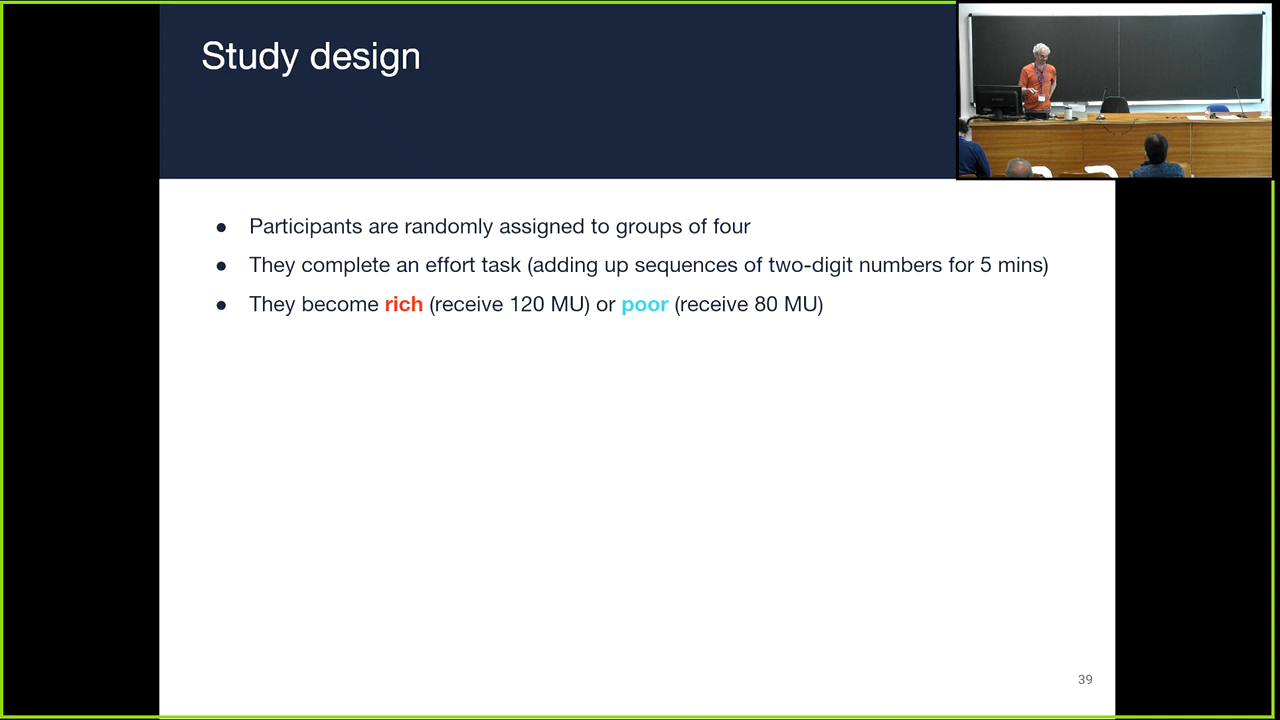 Study design
● Participants are randomly assigned to groups of four
● They complete an effort task (adding up sequences of two-digit numbers for 5 mins)
● They become rich (receive 120 MU) or poor (receive 80 MU)
39